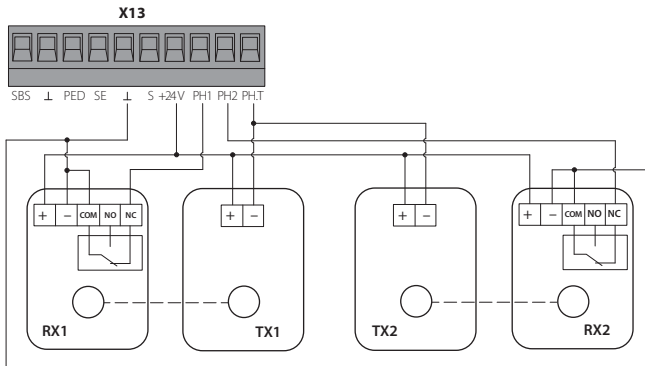 X13
SBS ⊥ PED SE ⊥ S +24V PH1 PH2 PH.T
+ − COM NO NC
+ −
+ −
+ − COM NO NC
RX1
TX1
TX2
RX2